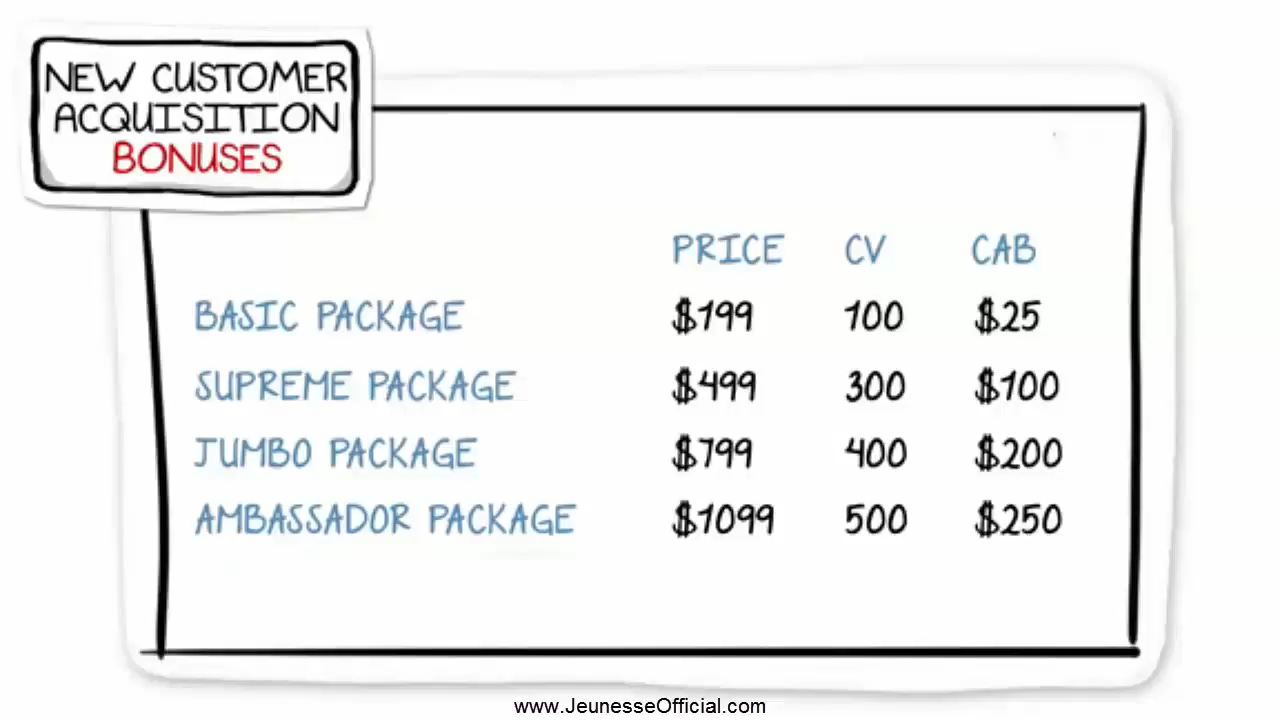 NEW CUSTOMER
ACQUISITION
BONUSES
PRICE CV CAB
BASIC PACKAGE $199 100 $25
SUPREME PACKAGE $499 300 $100
JUMBO PACKAGE $799 400 $200
AMBASSADOR PACKAGE $1099 500 $250
www.JeunesseOfficial.com